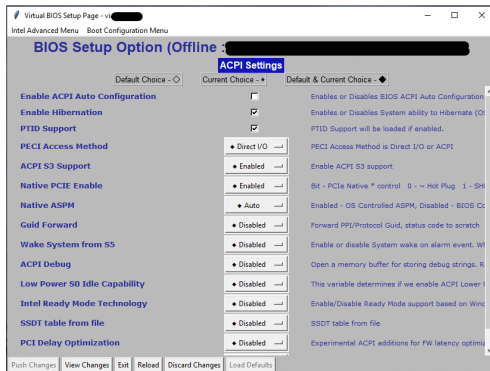 Virtual BIOS Setup Page - vi
Intel Advanced Menu Boot Configuration Menu
BIOS Setup Option (Offline :
ACPI Settings
Default Choice - ◇ Current Choice - ⬩ Default & Current Choice - ◆
Enable ACPI Auto Configuration Enables or Disables BIOS ACPI Auto Configuration
Enable Hibernation Enables or Disables System ability to Hibernate (OS
PTID Support PTID Support will be loaded if enabled.
PECI Access Method ◆ Direct I/O PECI Access Method is Direct I/O or ACPI
ACPI S3 Support ◆ Enabled Enable ACPI S3 support
Native PCIE Enable ◆ Enabled Bit - PCIe Native * control 0 - ~ Hot Plug 1 - SH
Native ASPM ◆ Auto Enabled - OS Controlled ASPM, Disabled - BIOS Co
Guid Forward ◆ Disabled Forward PPI/Protocol Guid, status code to scratch
Wake System from S5 ◆ Disabled Enable or disable System wake on alarm event. W
ACPI Debug ◆ Disabled Open a memory buffer for storing debug strings. R
Low Power S0 Idle Capability ◆ Disabled This variable determines if we enable ACPI Lower
Intel Ready Mode Technology ◆ Disabled Enable/Disable Ready Mode support based on Winc
SSDT table from file ◆ Disabled SSDT table from file
PCI Delay Optimization ◆ Disabled Experimental ACPI additions for FW latency optimiz
Push Changes View Changes Exit Reload Discard Changes Load Defaults